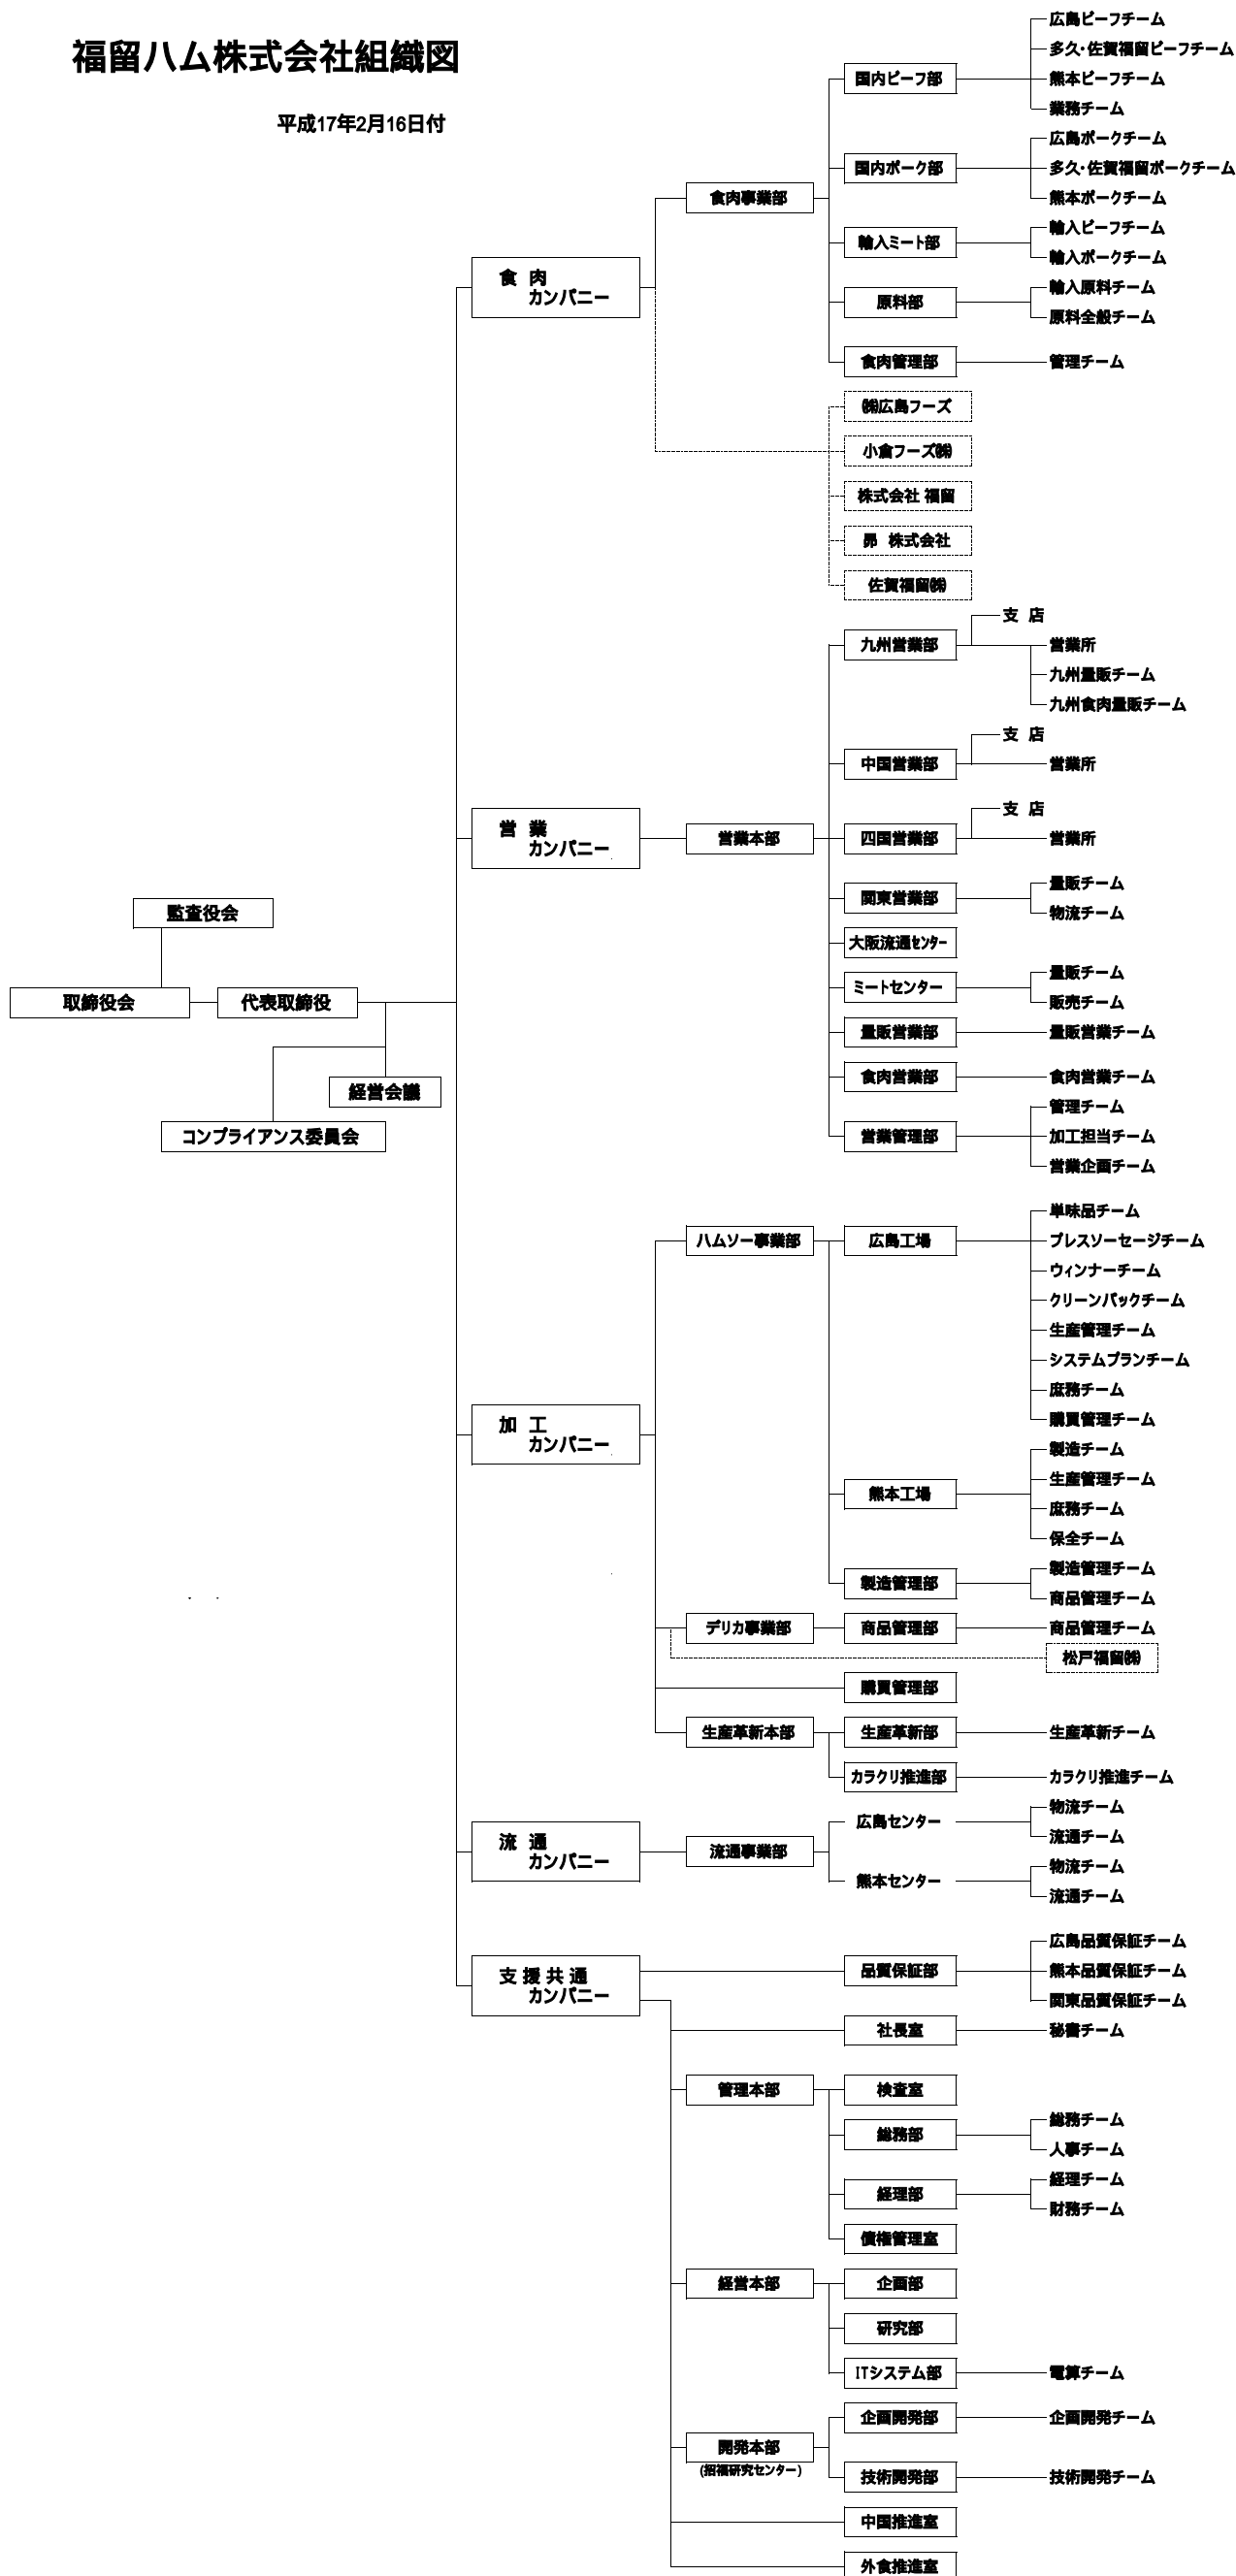 福留ハム株式会社組織図
平成17年2月16日付
広島ビーフチーム
多久・佐賀福留ビーフチーム
国内ビーフ部
熊本ビーフチーム
業務チーム
広島ポークチーム
国内ポーク部
多久・佐賀福留ポークチーム
食肉事業部
熊本ポークチーム
輸入ビーフチーム
輸入ミート部
輸入ポークチーム
食 肉
カンパニー
輸入原料チーム
原料部
原料全般チーム
食肉管理部
管理チーム
㈱広島フーズ
小倉フーズ㈱
株式会社 福留
昴 株式会社
佐賀福留㈱
支 店
九州営業部
営業所
九州量販チーム
九州食肉量販チーム
支 店
中国営業部
営業所
支 店
営 業
カンパニー
営業本部
四国営業部
営業所
量販チーム
関東営業部
物流チーム
監査役会
大阪流通センター
量販チーム
取締役会
代表取締役
ミートセンター
販売チーム
量販営業部
量販営業チーム
食肉営業部
食肉営業チーム
経営会議
管理チーム
コンプライアンス委員会
営業管理部
加工担当チーム
営業企画チーム
単味品チーム
ハムソー事業部
広島工場
プレスソーセージチーム
ウィンナーチーム
クリーンパックチーム
生産管理チーム
システムプランチーム
庶務チーム
加 工
カンパニー
購買管理チーム
製造チーム
熊本工場
生産管理チーム
庶務チーム
保全チーム
製造管理部
製造管理チーム
商品管理チーム
デリカ事業部
商品管理部
商品管理チーム
松戸福留㈱
購買管理部
生産革新本部
生産革新部
生産革新チーム
カラクリ推進部
カラクリ推進チーム
物流チーム
広島センター
流通チーム
流 通
カンパニー
流通事業部
物流チーム
熊本センター
流通チーム
広島品質保証チーム
支 援 共 通
カンパニー
品質保証部
熊本品質保証チーム
関東品質保証チーム
社長室
秘書チーム
管理本部
検査室
総務チーム
総務部
人事チーム
経理チーム
経理部
財務チーム
債権管理室
経営本部
企画部
研究部
ITシステム部
電算チーム
企画開発部
企画開発チーム
開発本部
(招福研究センター)
技術開発部
技術開発チーム
中国推進室
外食推進室